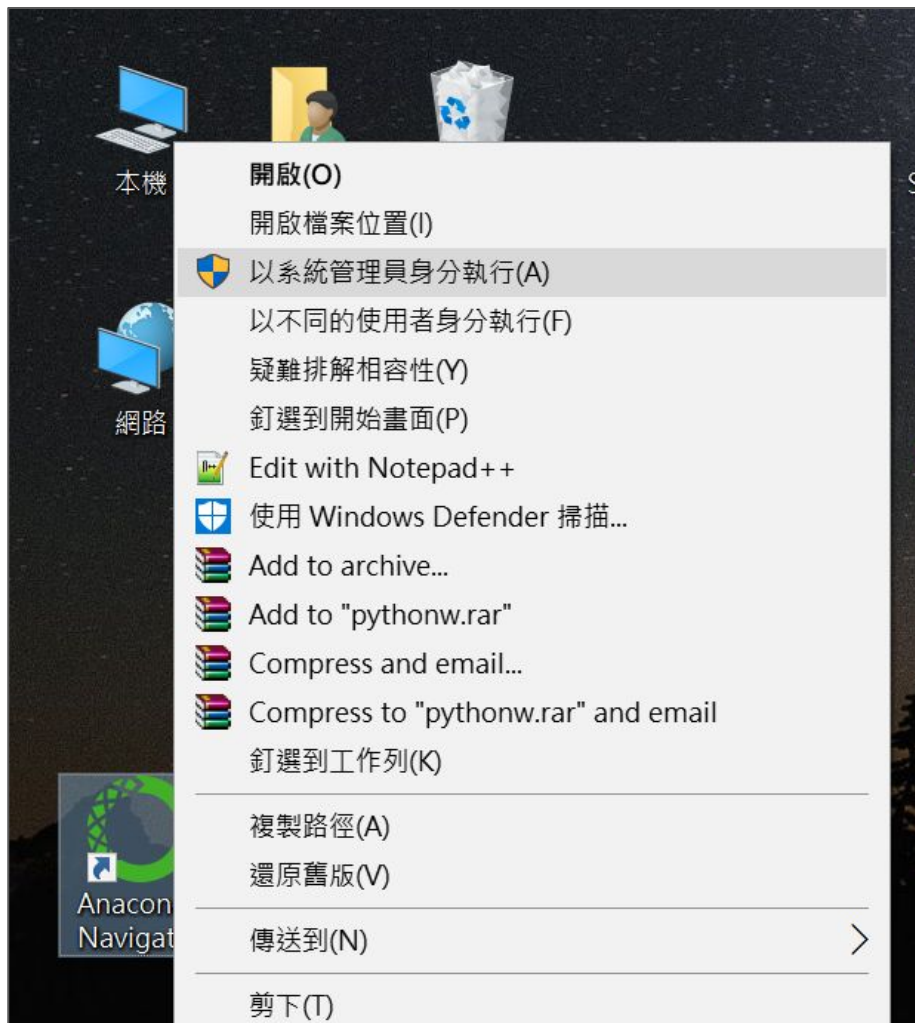 本機
開啟(O)
開啟檔案位置(I)
以系統管理員身分執行(A)
以不同的使用者身分執行(F)
疑難排解相容性(Y)
網路
釘選到開始畫面(P)
Edit with Notepad++
使用 Windows Defender 掃描...
Add to archive...
Add to "pythonw.rar"
Compress and email...
Compress to "pythonw.rar" and email
釘選到工作列(K)
複製路徑(A)
還原舊版(V)
Anacon
Navigat
傳送到(N)
剪下(T)